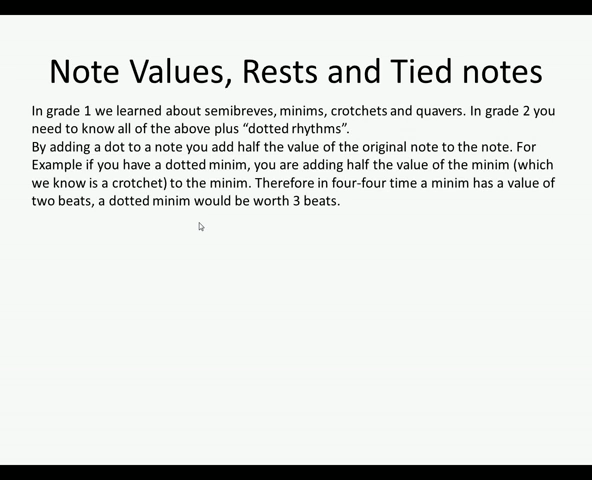 Note Values, Rests and Tied notes
In grade 1 we learned about semibreves, minims, crotchets and quavers. In grade 2 you
need to know all of the above plus “dotted rhythms”.
By adding a dot to a note you add half the value of the original note to the note. For
Example if you have a dotted minim, you are adding half the value of the minim (which
we know is a crotchet) to the minim. Therefore in four-four time a minim has a value of
two beats, a dotted minim would be worth 3 beats.